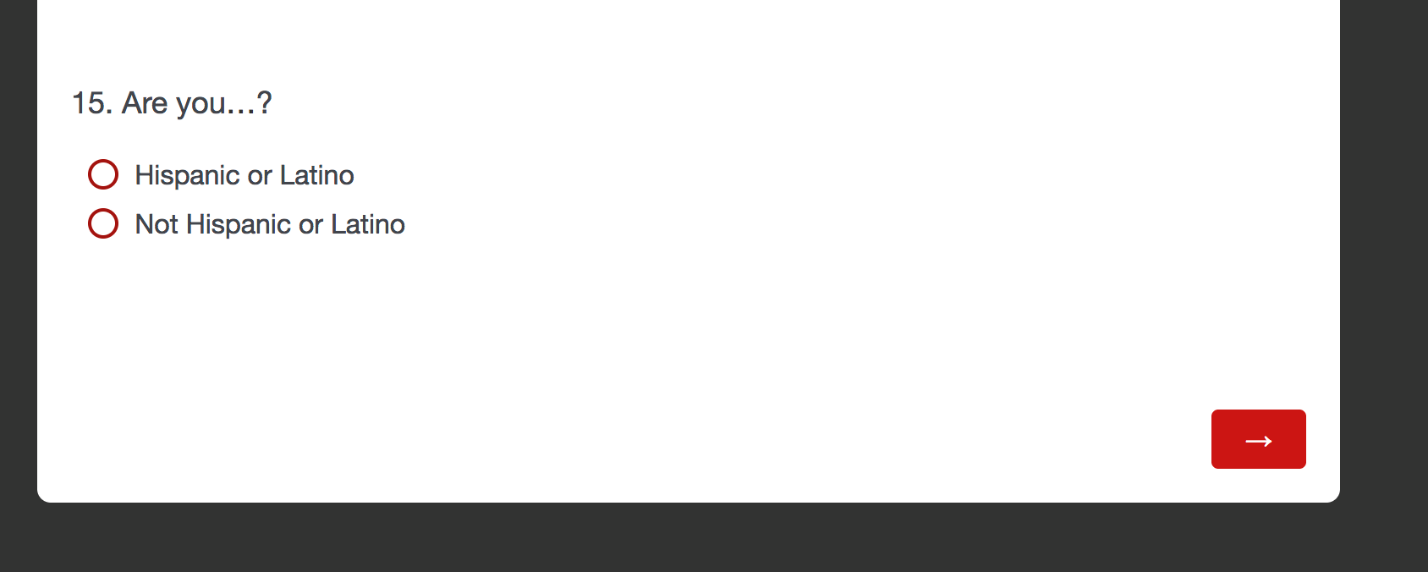 15. Are you...?
Hispanic or Latino
Not Hispanic or Latino
→